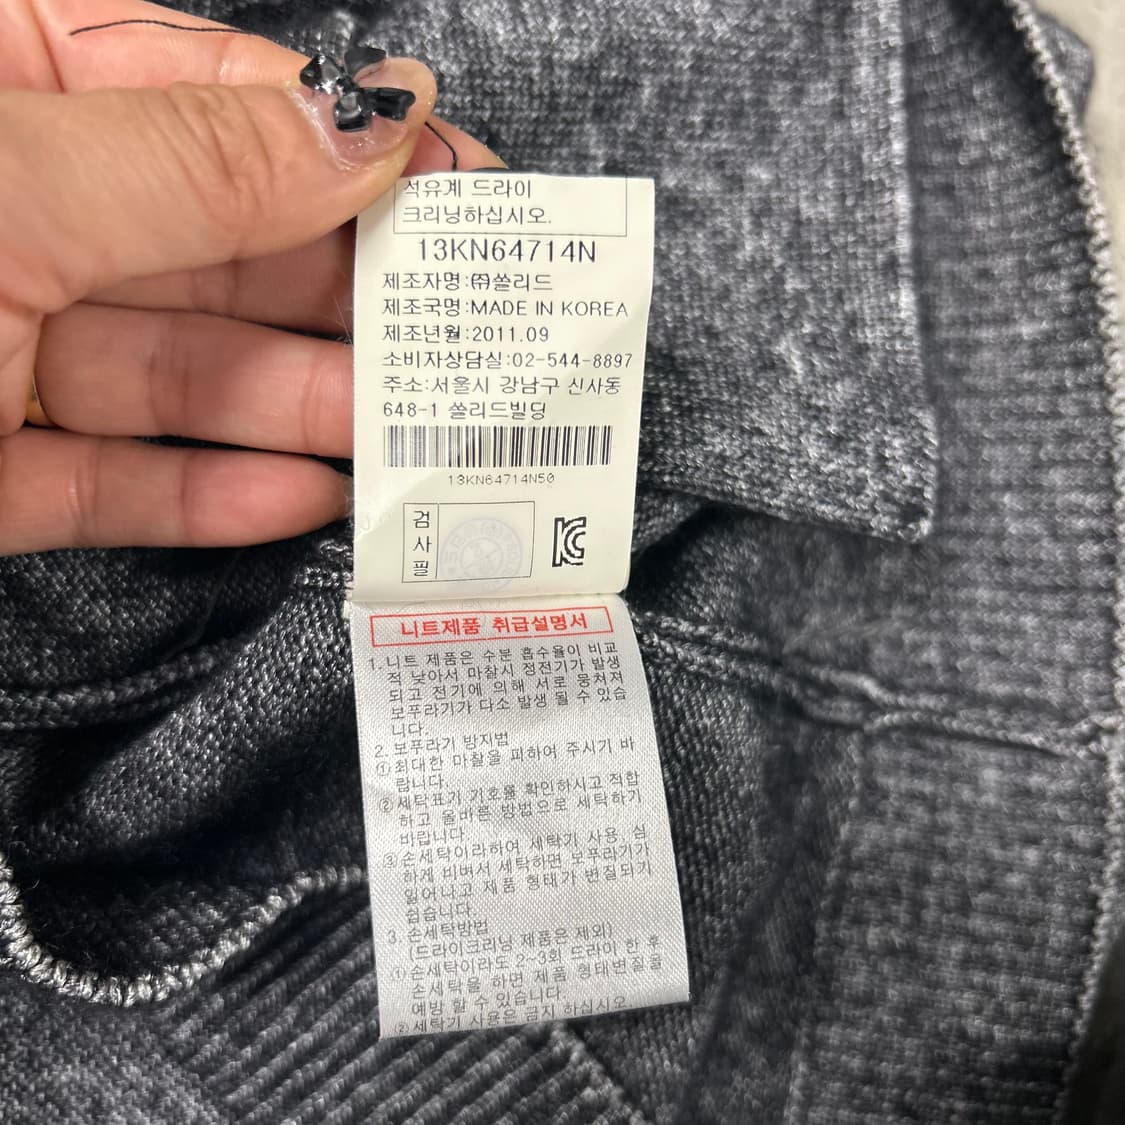 석유계 드라이
크리닝하십시오.
13KN64714N
제조자명:㈜쏠리드
제조국명:MADE IN KOREA
제조년월:2011.09
소비자상담실:02-544-8897
주소:서울시 강남구 신사동
648-1 쏠리드빌딩
13KN64714N50
검
사
필
니트제품 취급설명서
1. 니트 제품은 수분 흡수율이 비교
적 낮아서 마찰시 정전기가 발생
되고 전기에 의해 서로 뭉쳐져
보푸라기가 다소 발생 될 수 있습
니다.
2. 보푸라기 방지법
① 최대한 마찰을 피하여 주시기 바
랍니다.
② 세탁표기 기호를 확인하시고 적합
하고 올바른 방법으로 세탁하기
바랍니다
③ 손세탁이라하여 세탁기 사용, 심
하게 비벼서 세탁하면 보푸라기가
일어나고 제품 형태가 변질되기
쉽습니다.
3. 손세탁방법
(드라이크리닝 제품은 제외)
① 손세탁이라도 2~3회 드라이 한 후
손세탁을 하면 제품 형태변질을
예방 할 수 있습니다.
② 세탁기 사용은 금지 하십시오.